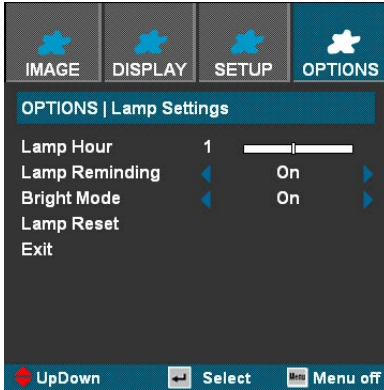 IMAGE DISPLAY SETUP OPTIONS
OPTIONS | Lamp Settings
Lamp Hour 1
Lamp Reminding On
Bright Mode On
Lamp Reset
Exit
UpDown Select Menu Menu off